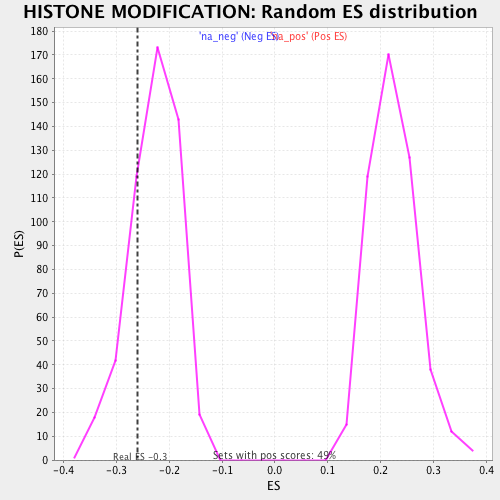 HISTONE MODIFICATION: Random ES distribution
'na_neg' (Neg ES) 'na_pos' (Pos ES)
180
170
160
150
140
130
120
110
100
90
80
70
60
50
40
30
20
10
0
P(ES)
Real ES -0.3
Sets with pos scores: 49%
-0.4 -0.3 -0.2 -0.1 0.0 0.1 0.2 0.3 0.4
ES